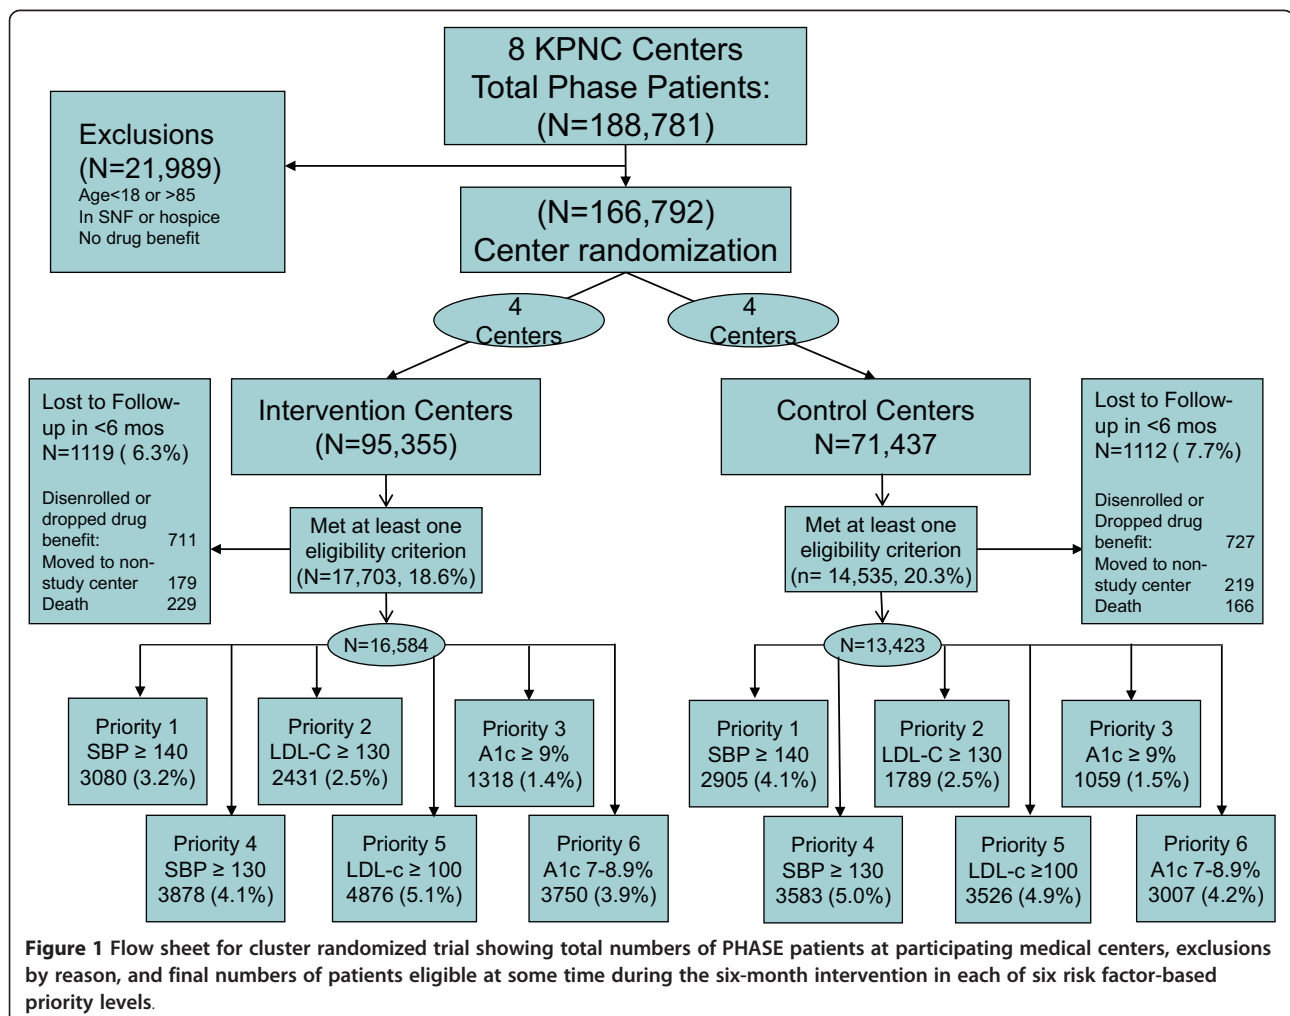 8 KPNC Centers
Total Phase Patients:
(N=188,781)
Exclusions
(N=21,989)
Age<18 or >85
In SNF or hospice
No drug benefit
(N=166,792)
Center randomization
4
Centers
4
Centers
Lost to Follow-
up in <6 mos
N=1119 ( 6.3%)
Disenrolled or
dropped drug
benefit: 711
Moved to non-
study center 179
Death 229
Intervention Centers
(N=95,355)
Control Centers
N=71,437
Lost to Follow-
up in <6 mos
N=1112 ( 7.7%)
Disenrolled or
Dropped drug
benefit: 727
Moved to non-
study center 219
Death 166
Met at least one
eligibility criterion
(N=17,703, 18.6%)
Met at least one
eligibility criterion
(n= 14,535, 20.3%)
N=16,584
N=13,423
Priority 1
SBP ≥ 140
3080 (3.2%)
Priority 2
LDL-C ≥ 130
2431 (2.5%)
Priority 3
A1c ≥ 9%
1318 (1.4%)
Priority 1
SBP ≥ 140
2905 (4.1%)
Priority 2
LDL-C ≥ 130
1789 (2.5%)
Priority 3
A1c ≥ 9%
1059 (1.5%)
Priority 4
SBP ≥ 130
3878 (4.1%)
Priority 5
LDL-c ≥ 100
4876 (5.1%)
Priority 6
A1c 7-8.9%
3750 (3.9%)
Priority 4
SBP ≥ 130
3583 (5.0%)
Priority 5
LDL-c ≥100
3526 (4.9%)
Priority 6
A1c 7-8.9%
3007 (4.2%)
Figure 1 Flow sheet for cluster randomized trial showing total numbers of PHASE patients at participating medical centers, exclusions
by reason, and final numbers of patients eligible at some time during the six-month intervention in each of six risk factor-based
priority levels.